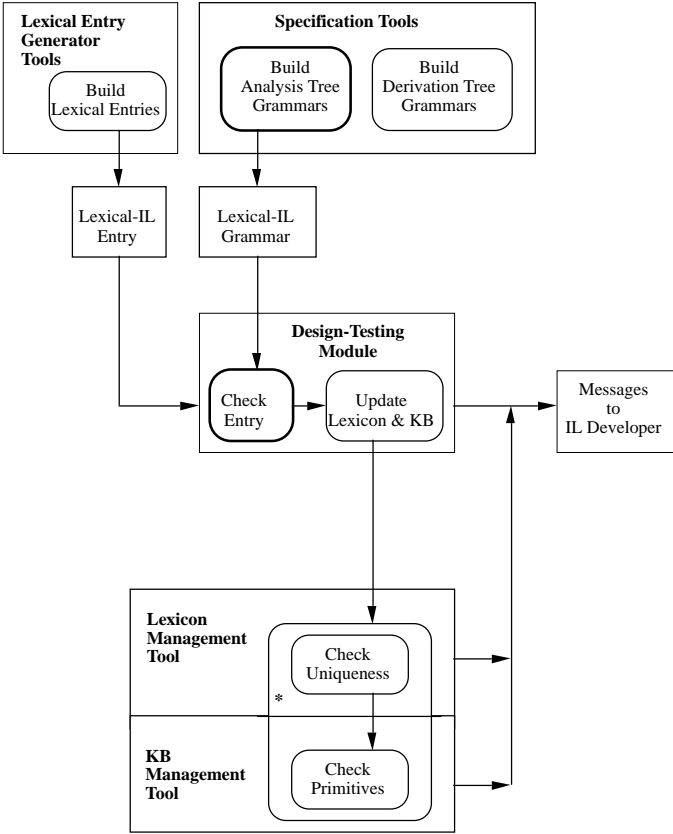 Lexical Entry
Generator
Tools
Build
Lexical Entries
Specification Tools
Build
Analysis Tree
Grammars
Build
Derivation Tree
Grammars
Lexical-IL
Entry
Lexical-IL
Grammar
Design-Testing
Module
Check
Entry
Update
Lexicon & KB
Messages
to
IL Developer
Lexicon
Management
Tool
Check
Uniqueness
*
KB
Management
Tool
Check
Primitives